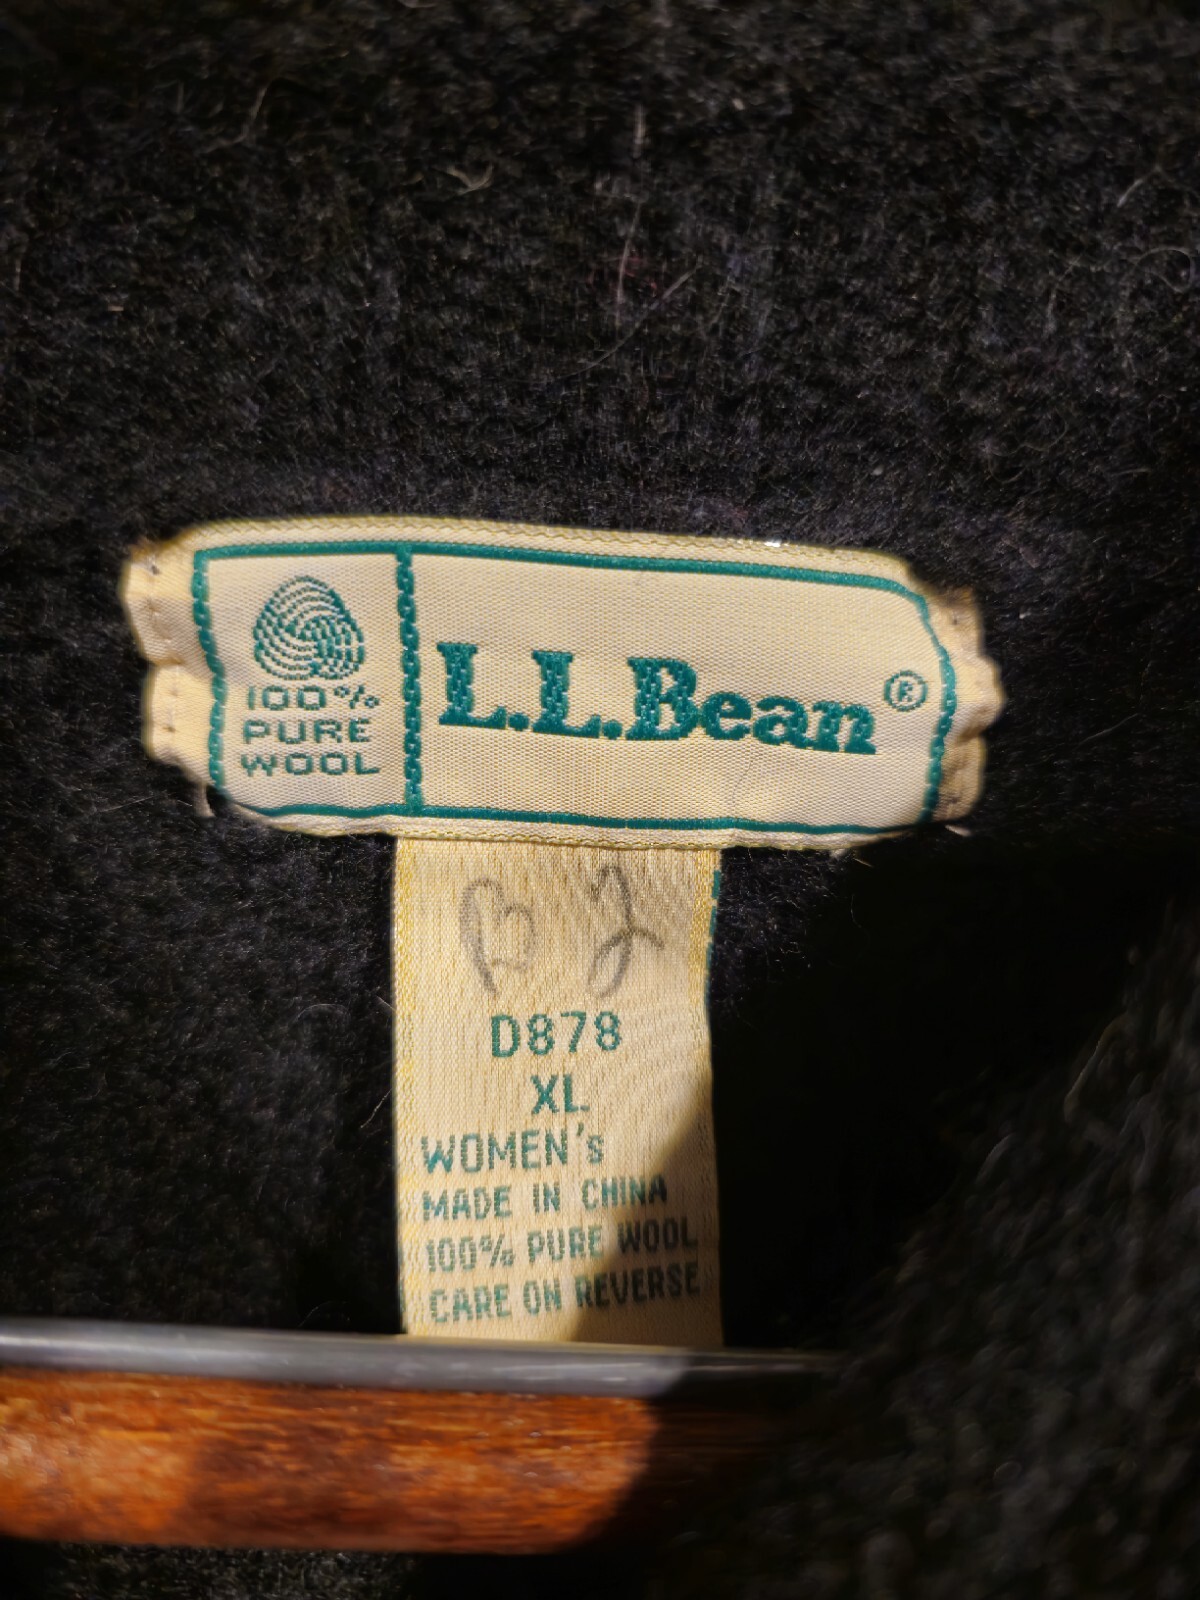 100%
PURE
WOOL
L.L.Bean®
D878
XL
WOMEN's
MADE IN CHINA
100% PURE WOOL
CARE ON REVERSE